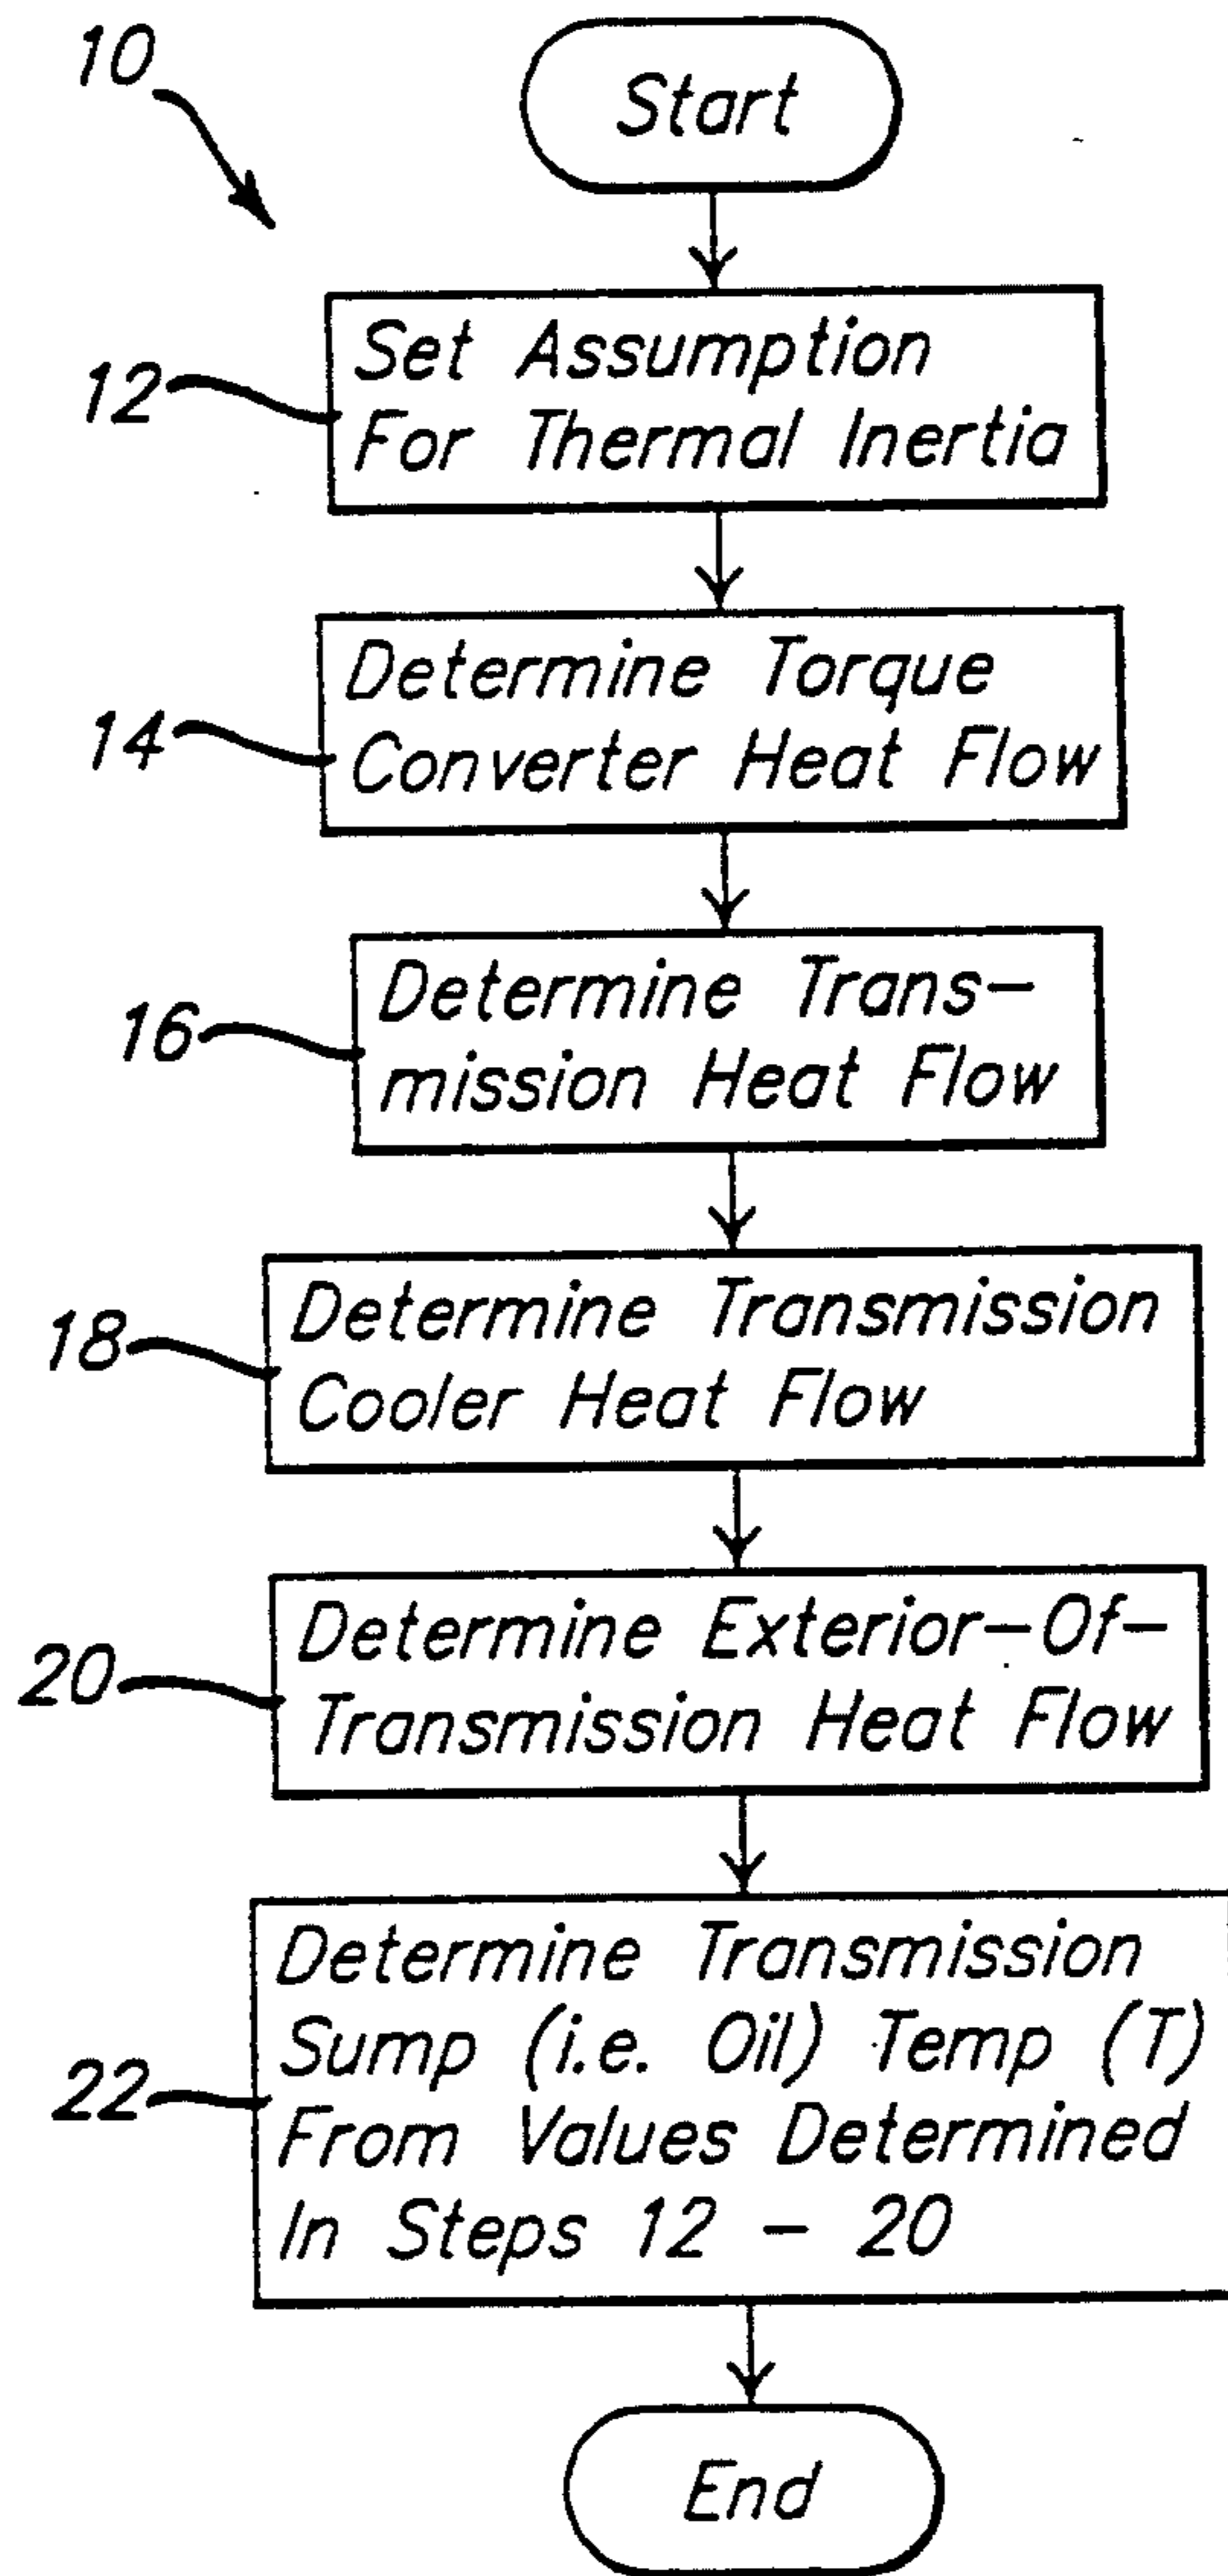 10
Start
12
Set Assumption
For Thermal Inertia
14
Determine Torque
Converter Heat Flow
16
Determine Trans-
mission Heat Flow
18
Determine Transmission
Cooler Heat Flow
20
Determine Exterior-Of-
Transmission Heat Flow
22
Determine Transmission
Sump (i.e. Oil) Temp (T)
From Values Determined
In Steps 12 - 20
End